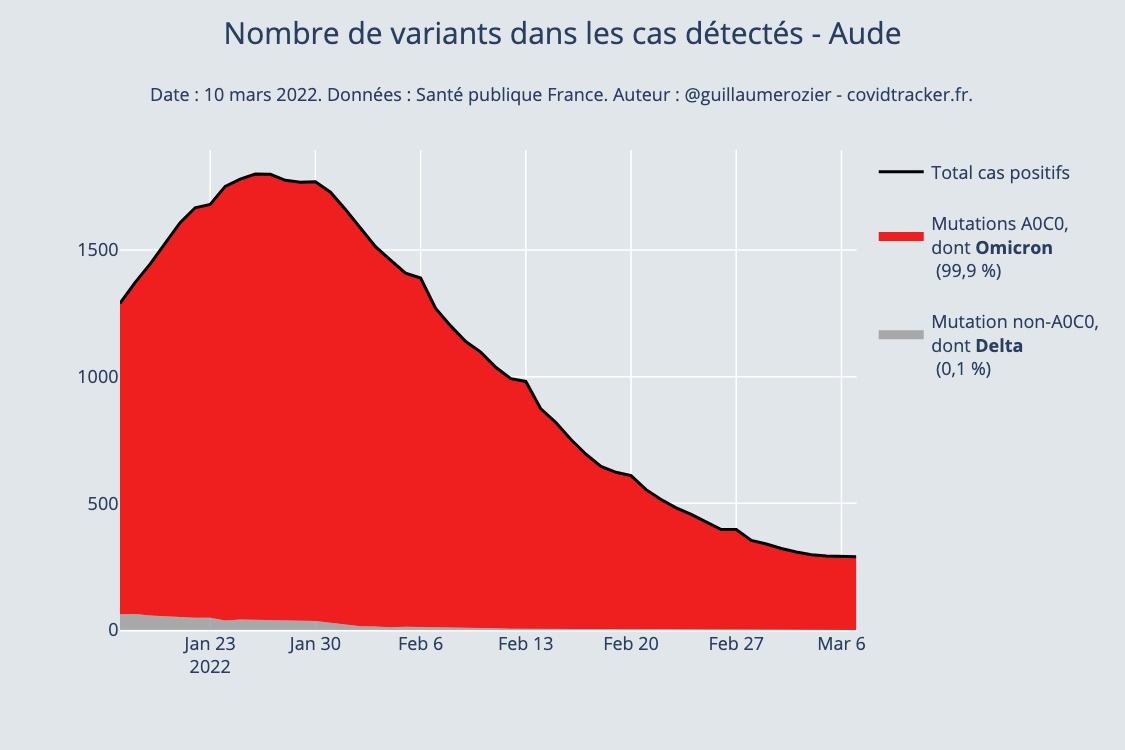 Nombre de variants dans les cas détectés - Aude
Date : 10 mars 2022. Données : Santé publique France. Auteur : @guillaumerozier - covidtracker.fr.
Total cas positifs
Mutations A0C0,
dont Omicron
(99,9 %)
Mutation non-A0C0,
dont Delta
(0,1 %)
1500
1000
500
0
Jan 23 Jan 30 Feb 6 Feb 13 Feb 20 Feb 27 Mar 6
2022